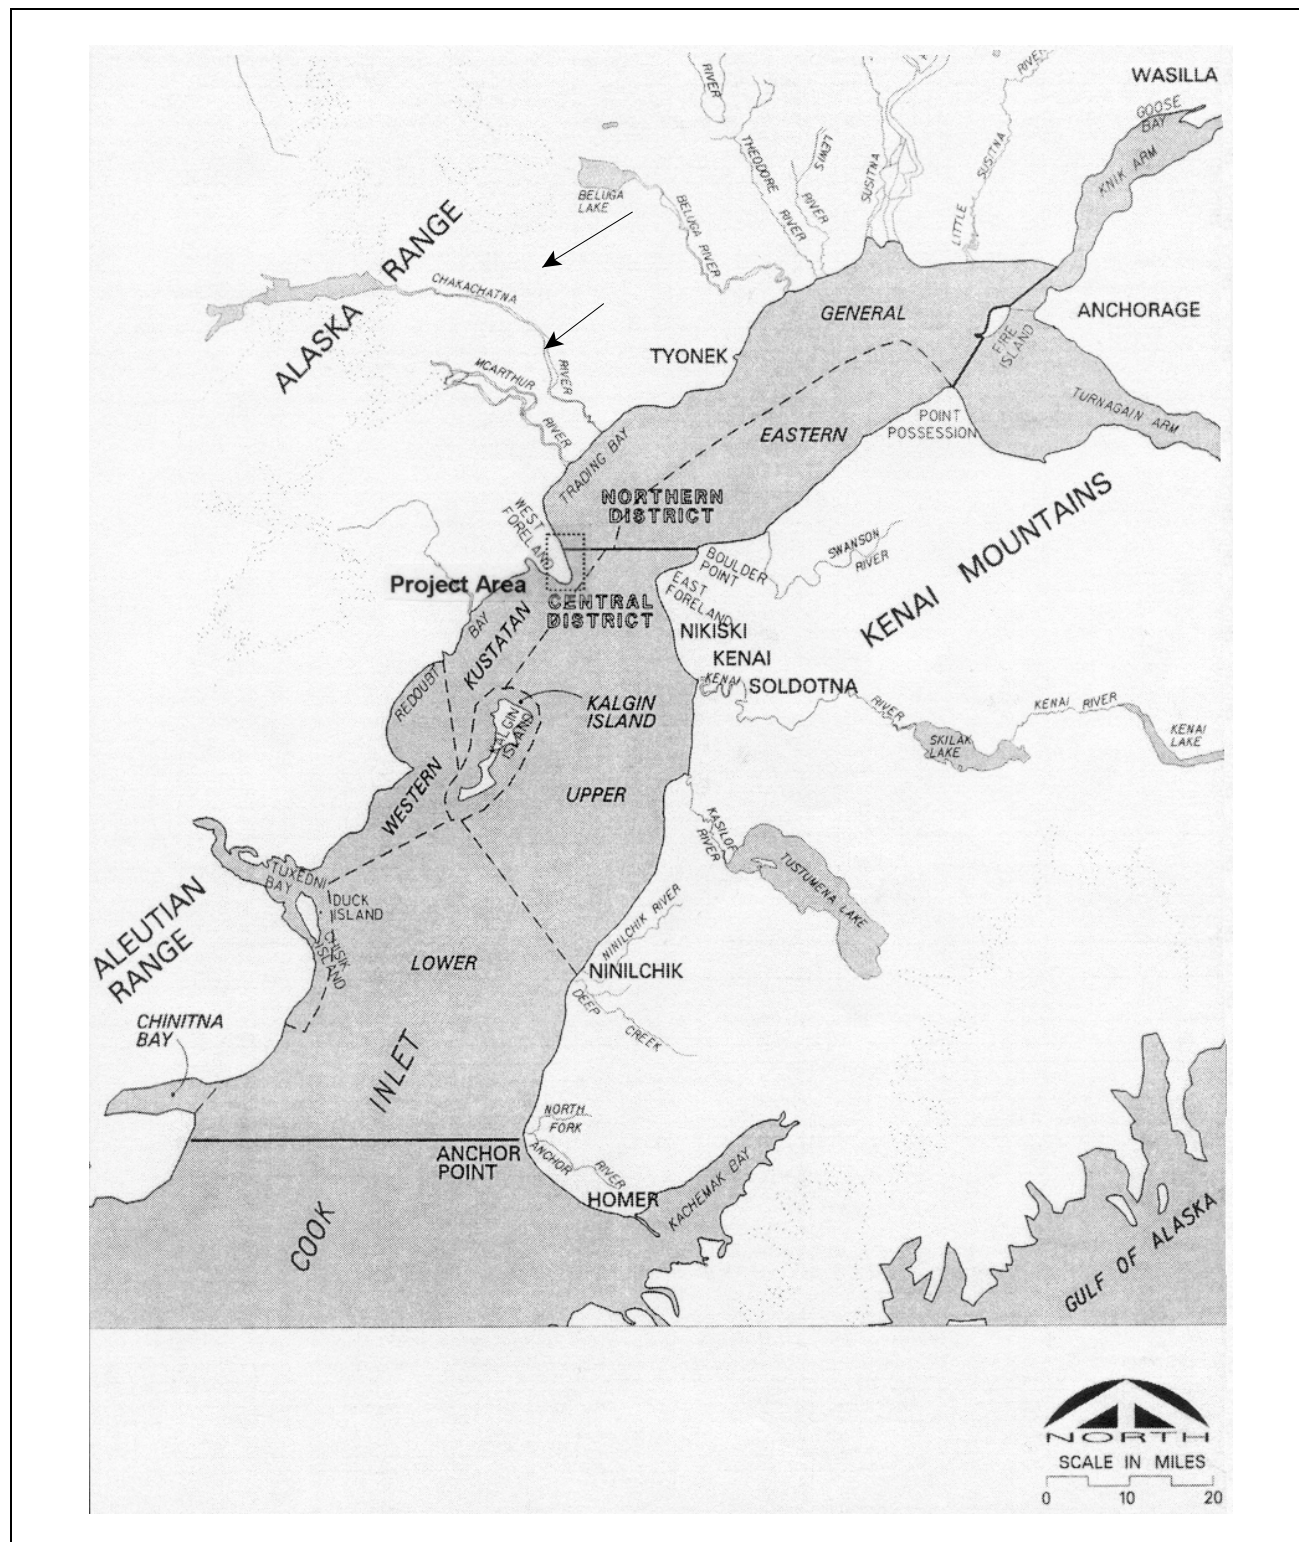 WASILLA
GOOSE
BAY
KNIK ARM
RIVER
RIVER
THEODORE RIVER
LEWIS
RIVER
SUSITNA
LITTLE SUSITNA
BELUGA
LAKE
BELUGA RIVER
ALASKA RANGE
CHAKACHATNA
RIVER
MCARTHUR
RIVER
TYONEK
GENERAL
ANCHORAGE
FIRE
ISLAND
TURNAGAIN ARM
POINT
POSSESSION
EASTERN
TRADING BAY
NORTHERN
DISTRICT
WEST
FORELAND
BOULDER
POINT
SWANSON
RIVER
KENAI MOUNTAINS
EAST
FORELAND
Project Area
CENTRAL
DISTRICT
NIKISKI
KENAI
KENAI
SOLDOTNA
RIVER
SKILAK
LAKE
KENAI RIVER
KENAI
LAKE
REDOUBT BAY
KUSTATAN
KALGIN
ISLAND
KALGIN
ISLAND
WESTERN
UPPER
KASILOF
RIVER
TUSTUMENA LAKE
TUXEDNI
BAY
DUCK
ISLAND
CHISIK
ISLAND
ALEUTIAN
RANGE
LOWER
NINILCHIK RIVER
NINILCHIK
DEEP CREEK
CHINITNA
BAY
COOK INLET
NORTH
FORK
ANCHOR
POINT
ANCHOR RIVER
HOMER
KACHEMAK BAY
GULF OF ALASKA
NORTH
SCALE IN MILES
0 10 20